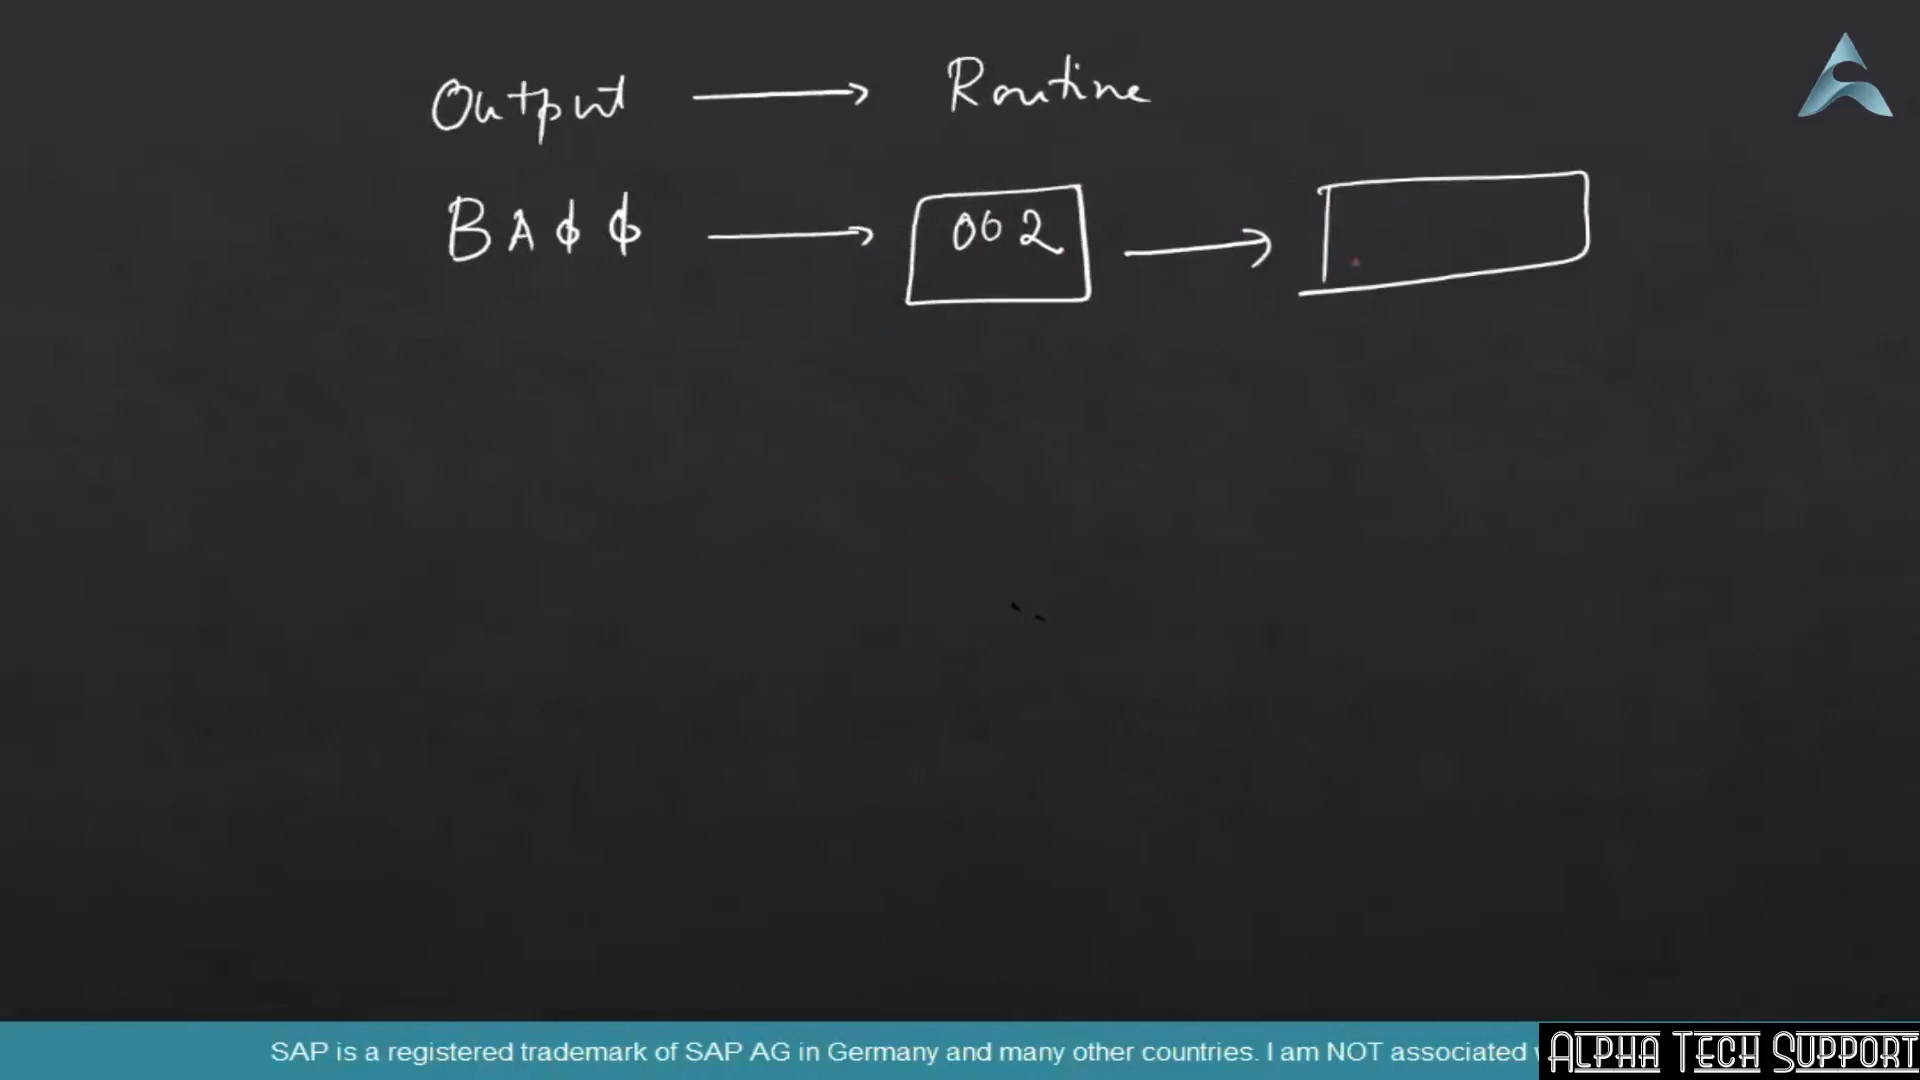 Output → Routine
BA00 → 002 →
SAP is a registered trademark of SAP AG in Germany and many other countries. I am NOT associated
ALPHA TECH SUPPORT